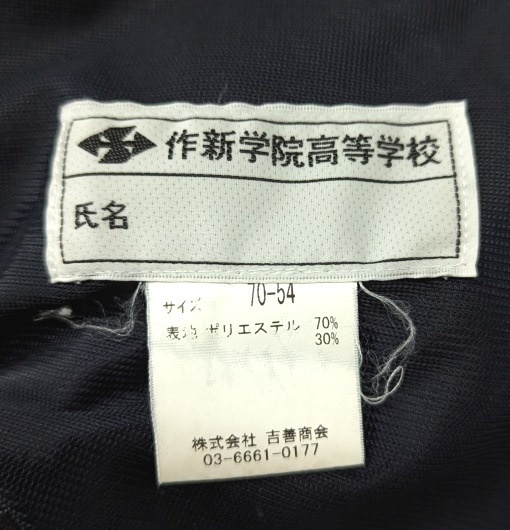 作新学院高等学校
氏名
サイズ 70-54
表地 ポリエステル 70%
30%
株式会社 吉善商会
03-6661-0177